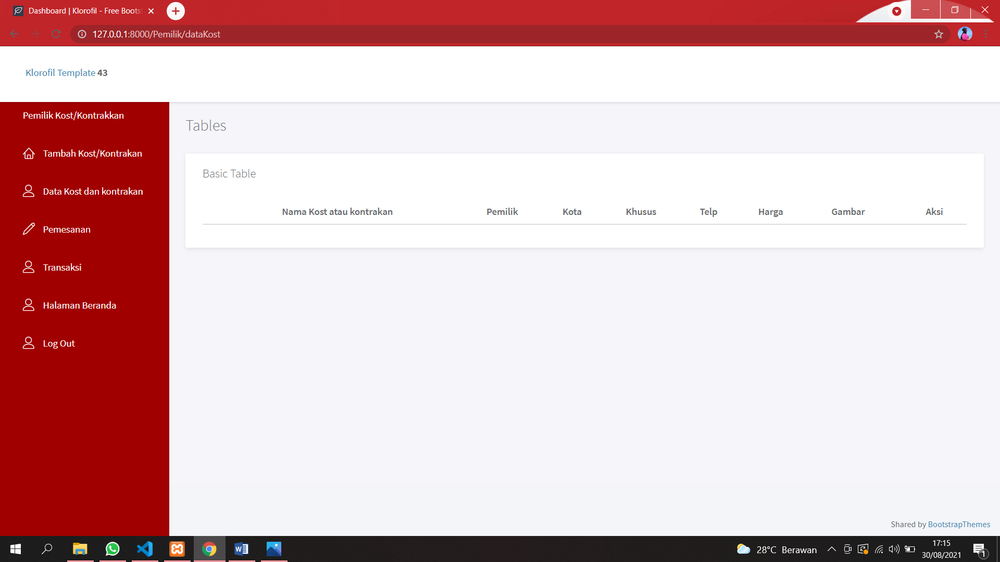 Dashboard | Klorofil - Free Boots
127.0.0.1:8000/Pemilik/dataKost
Klorofil Template 43
Pemilik Kost/Kontrakkan
Tambah Kost/Kontrakan
Data Kost dan kontrakan
Pemesanan
Transaksi
Halaman Beranda
Log Out
Tables
Basic Table
Nama Kost atau kontrakan Pemilik Kota Khusus Telp Harga Gambar Aksi
Shared by BootstrapThemes
28°C Berawan
17:15
30/08/2021
1